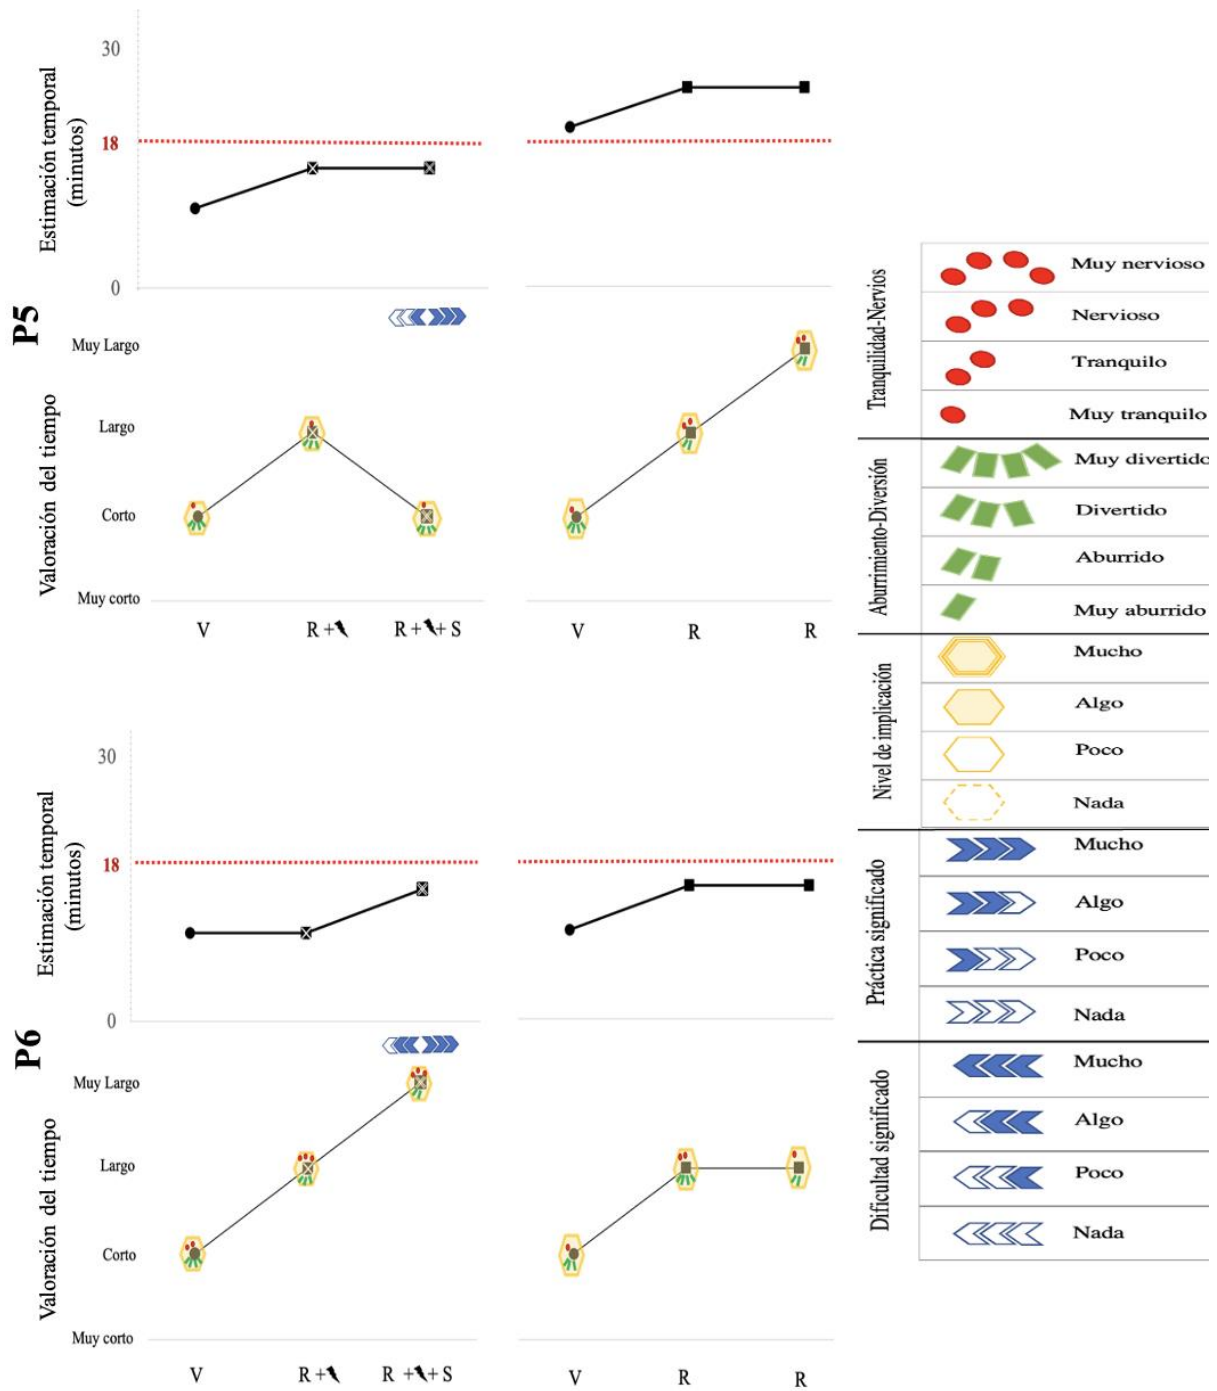 30
18
0
Estimación temporal
(minutos)
P5
Muy Largo
Largo
Corto
Muy corto
Valoración del tiempo
V
R +
R + + S
V
R
R
30
18
0
Estimación temporal
(minutos)
P6
Muy Largo
Largo
Corto
Muy corto
Valoración del tiempo
V
R +
R + + S
V
R
R
Tranquilidad-Nervios
Muy nervioso
Nervioso
Tranquilo
Muy tranquilo
Aburrimiento-Diversión
Muy divertido
Divertido
Aburrido
Muy aburrido
Nivel de implicación
Mucho
Algo
Poco
Nada
Práctica significado
Mucho
Algo
Poco
Nada
Dificultad significado
Mucho
Algo
Poco
Nada